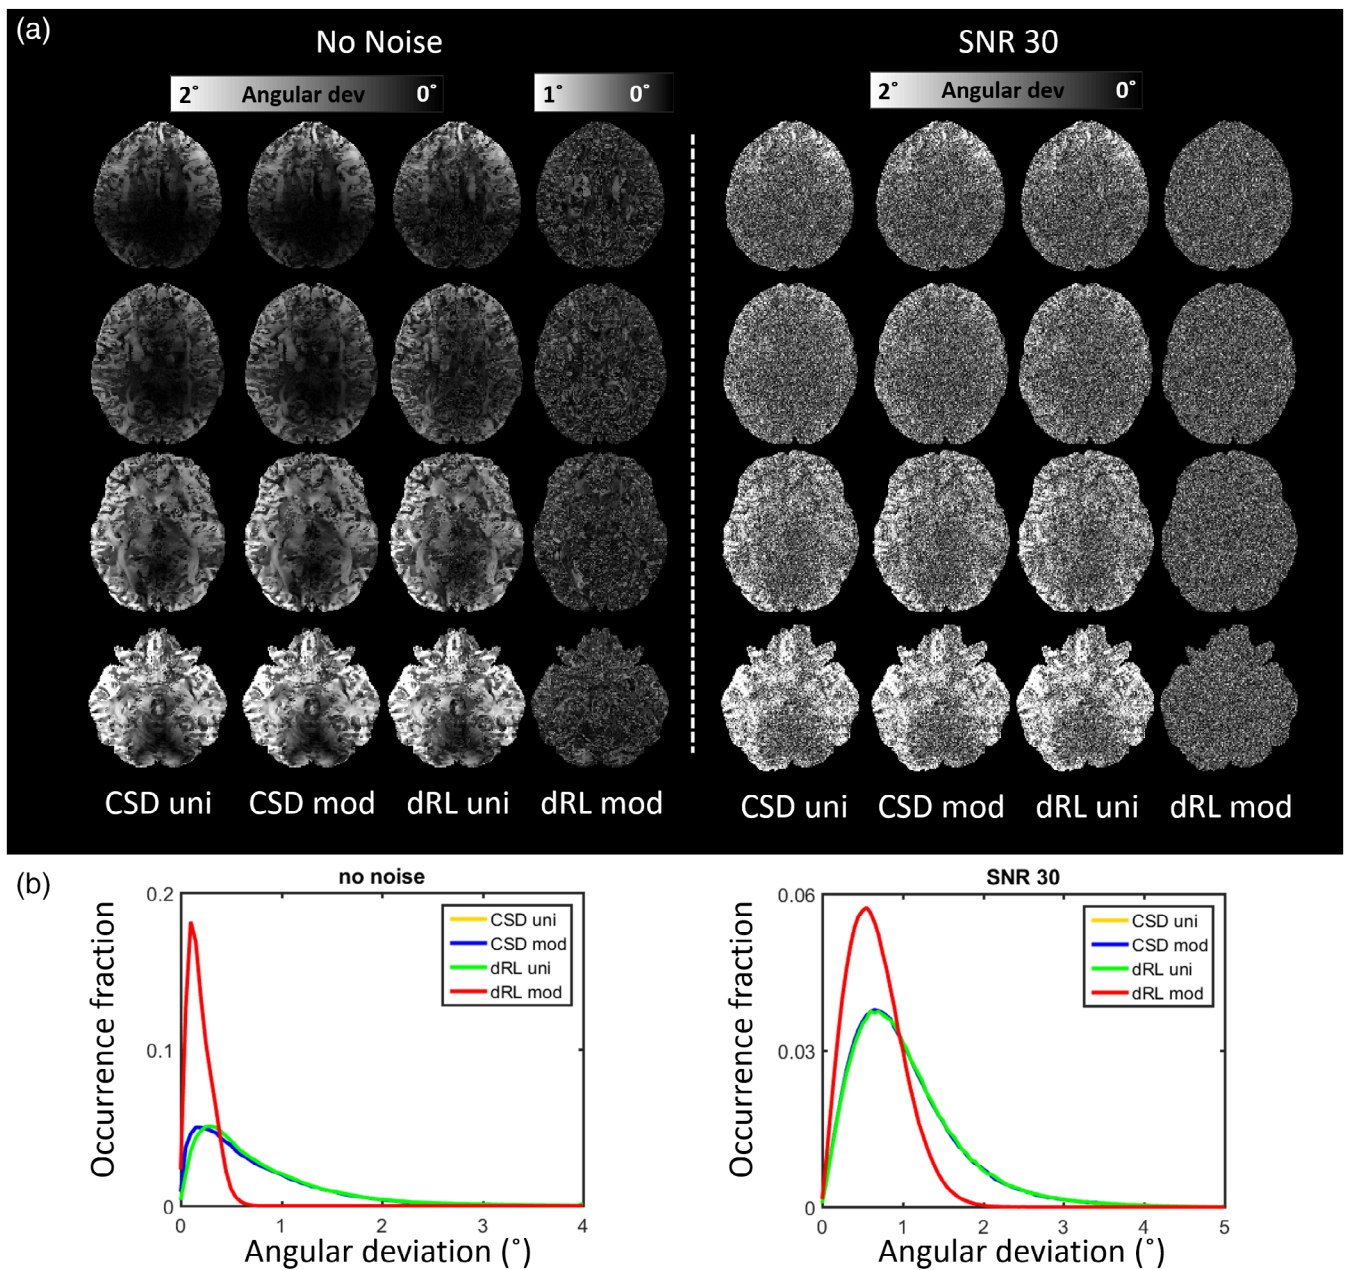 (a)
No Noise
SNR 30
2° Angular dev 0°
1° 0°
2° Angular dev 0°
CSD uni CSD mod dRL uni dRL mod
CSD uni CSD mod dRL uni dRL mod
(b)
no noise
Occurrence fraction
0.2
0.1
0
CSD uni
CSD mod
dRL uni
dRL mod
0 1 2 3 4
Angular deviation (°)
SNR 30
Occurrence fraction
0.06
0.03
0
CSD uni
CSD mod
dRL uni
dRL mod
0 1 2 3 4 5
Angular deviation (°)